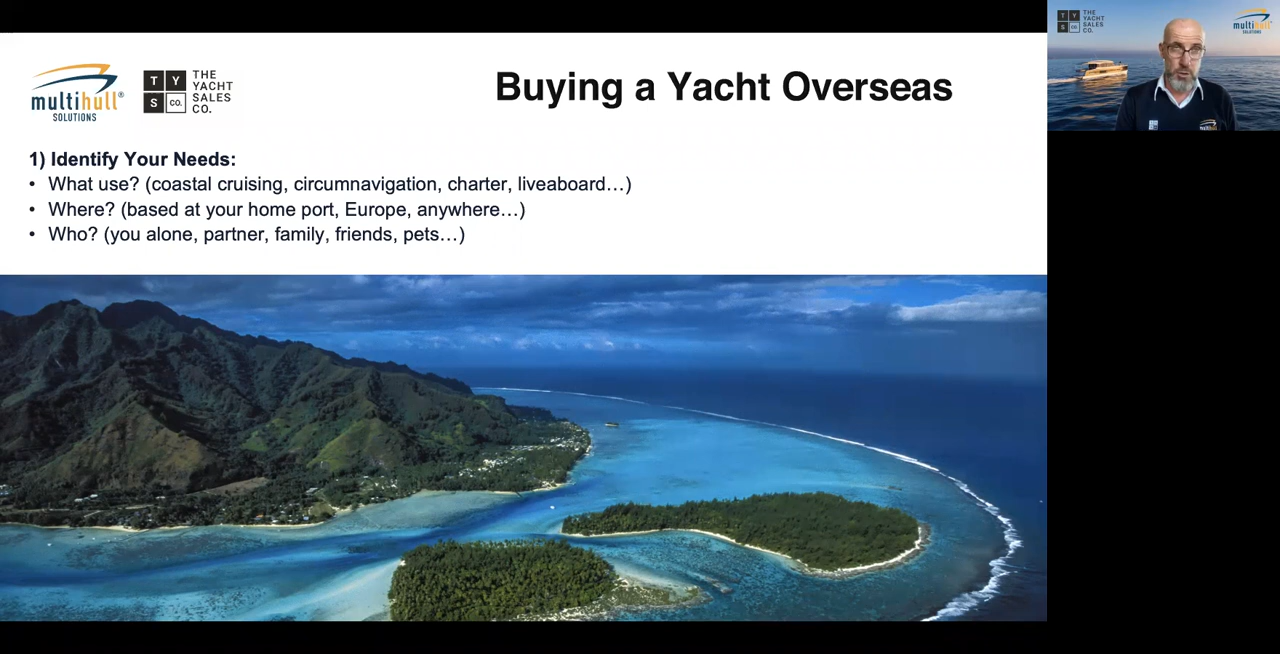 multihull®
SOLUTIONS
T Y S CO.
THE
YACHT
SALES
CO.
Buying a Yacht Overseas
1) Identify Your Needs:
• What use? (coastal cruising, circumnavigation, charter, liveaboard…)
• Where? (based at your home port, Europe, anywhere…)
• Who? (you alone, partner, family, friends, pets…)
T Y S CO.
THE
YACHT
SALES
CO.
multihull
SOLUTIONS